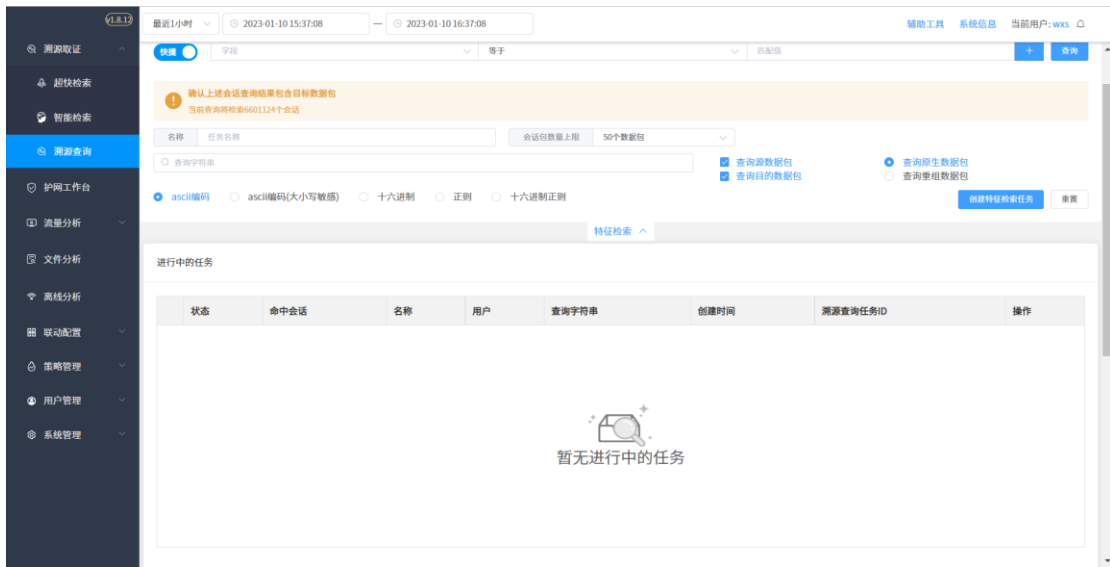 v1.8.12
最近1小时 2023-01-10 15:37:08 — 2023-01-10 16:37:08 辅助工具 系统信息 当前用户: wxs
溯源取证
超快检索
智能检索
溯源查询
护网工作台
流量分析
文件分析
离线分析
联动配置
策略管理
用户管理
系统管理
快捷 字段 等于 匹配值 + 查询
确认上述会话查询结果包含目标数据包
当前查询将检索6601124个会话
名称 任务名称 会话包数量上限 50个数据包
查询字符串 查询源数据包 查询原生数据包
查询目的数据包 查询重组数据包
ascii编码 ascii编码(大小写敏感) 十六进制 正则 十六进制正则 创建特征检索任务 重置
特征检索
进行中的任务
状态 命中会话 名称 用户 查询字符串 创建时间 溯源查询任务ID 操作
暂无进行中的任务